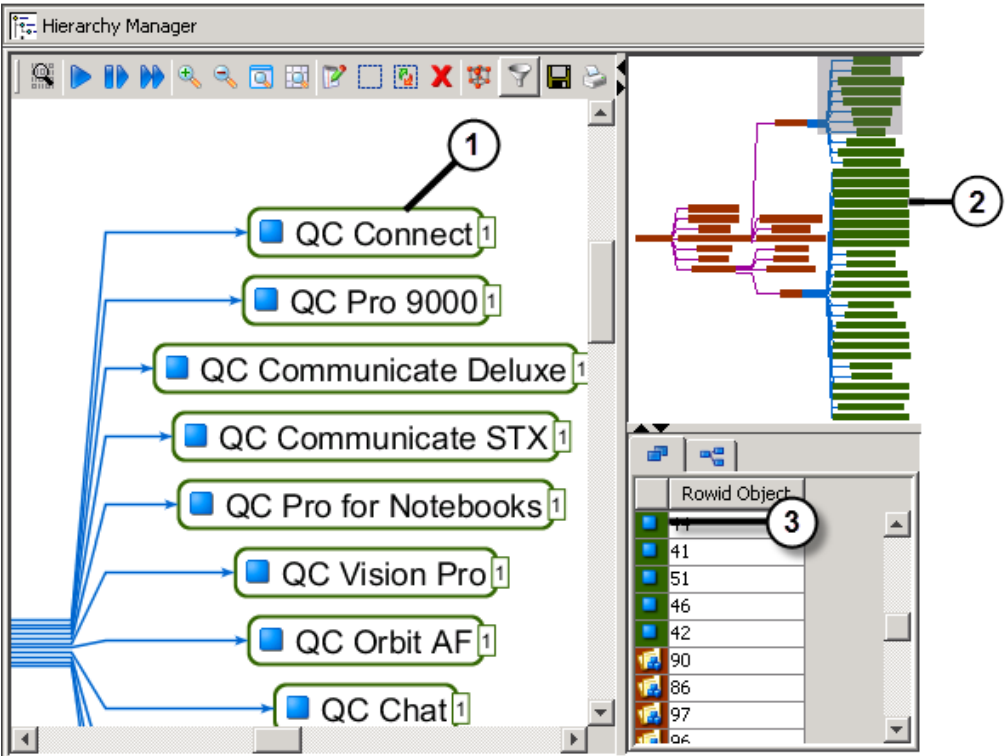 Hierarchy Manager
1
QC Connect 1
QC Pro 9000 1
QC Communicate Deluxe 1
QC Communicate STX 1
QC Pro for Notebooks 1
QC Vision Pro 1
QC Orbit AF 1
QC Chat 1
2
Rowid Object
44
3
41
51
46
42
90
86
97
96